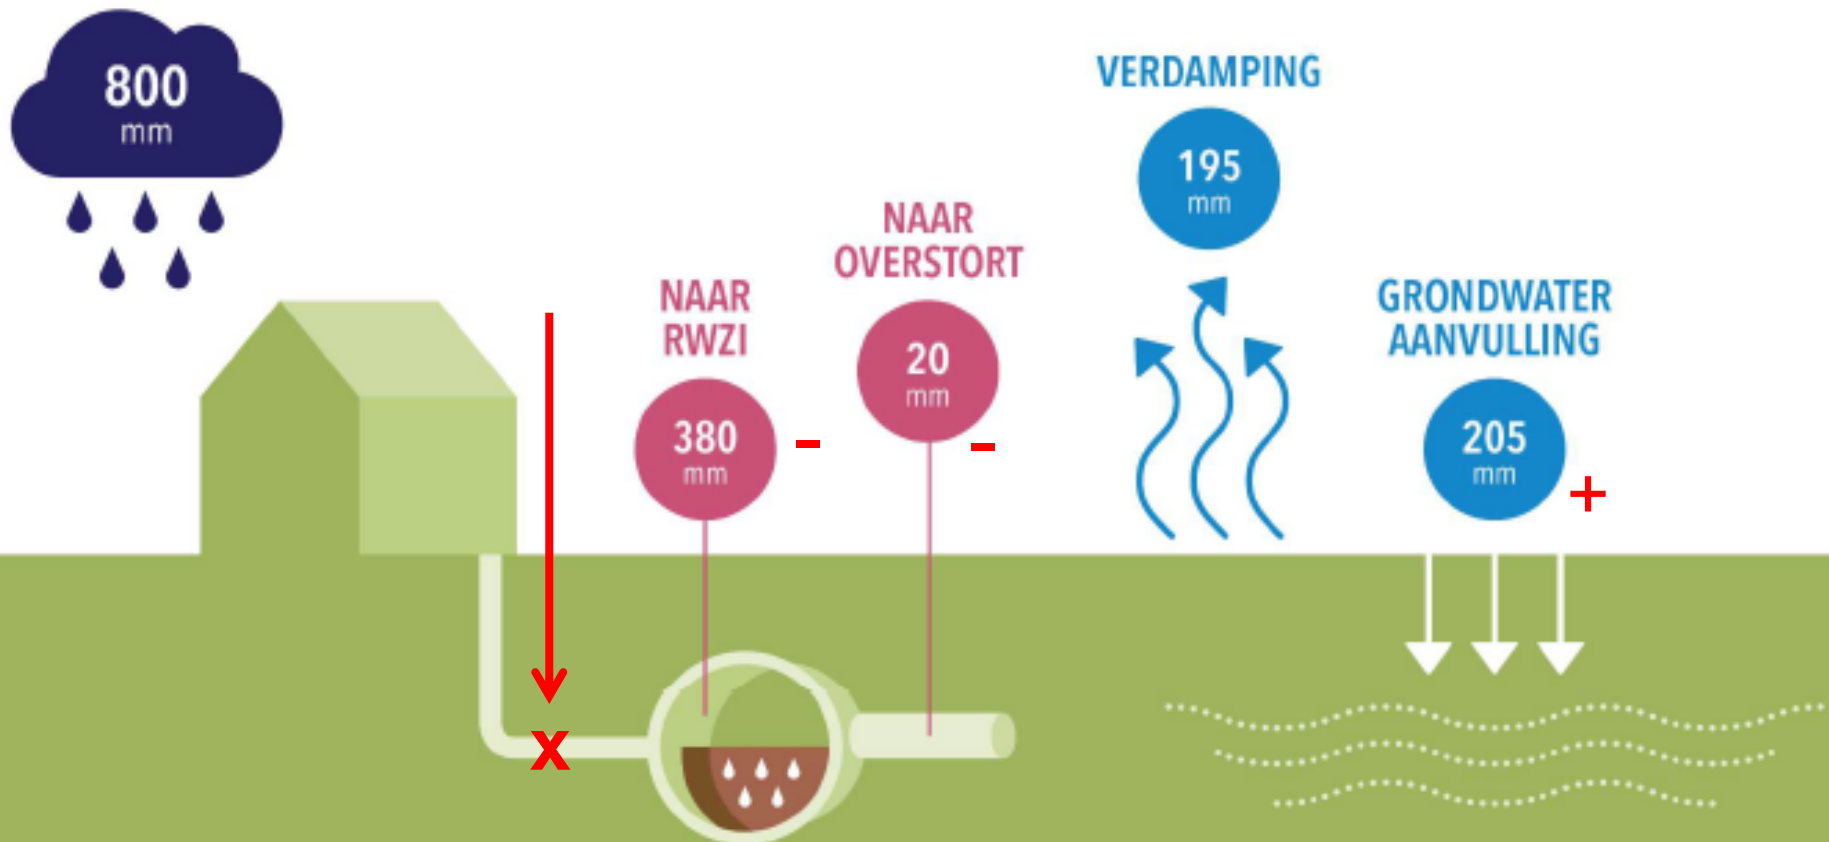 800
mm
VERDAMPING
195
mm
NAAR
OVERSTORT
20
mm
-
NAAR
RWZI
380
mm
-
GRONDWATER
AANVULLING
205
mm
+
x